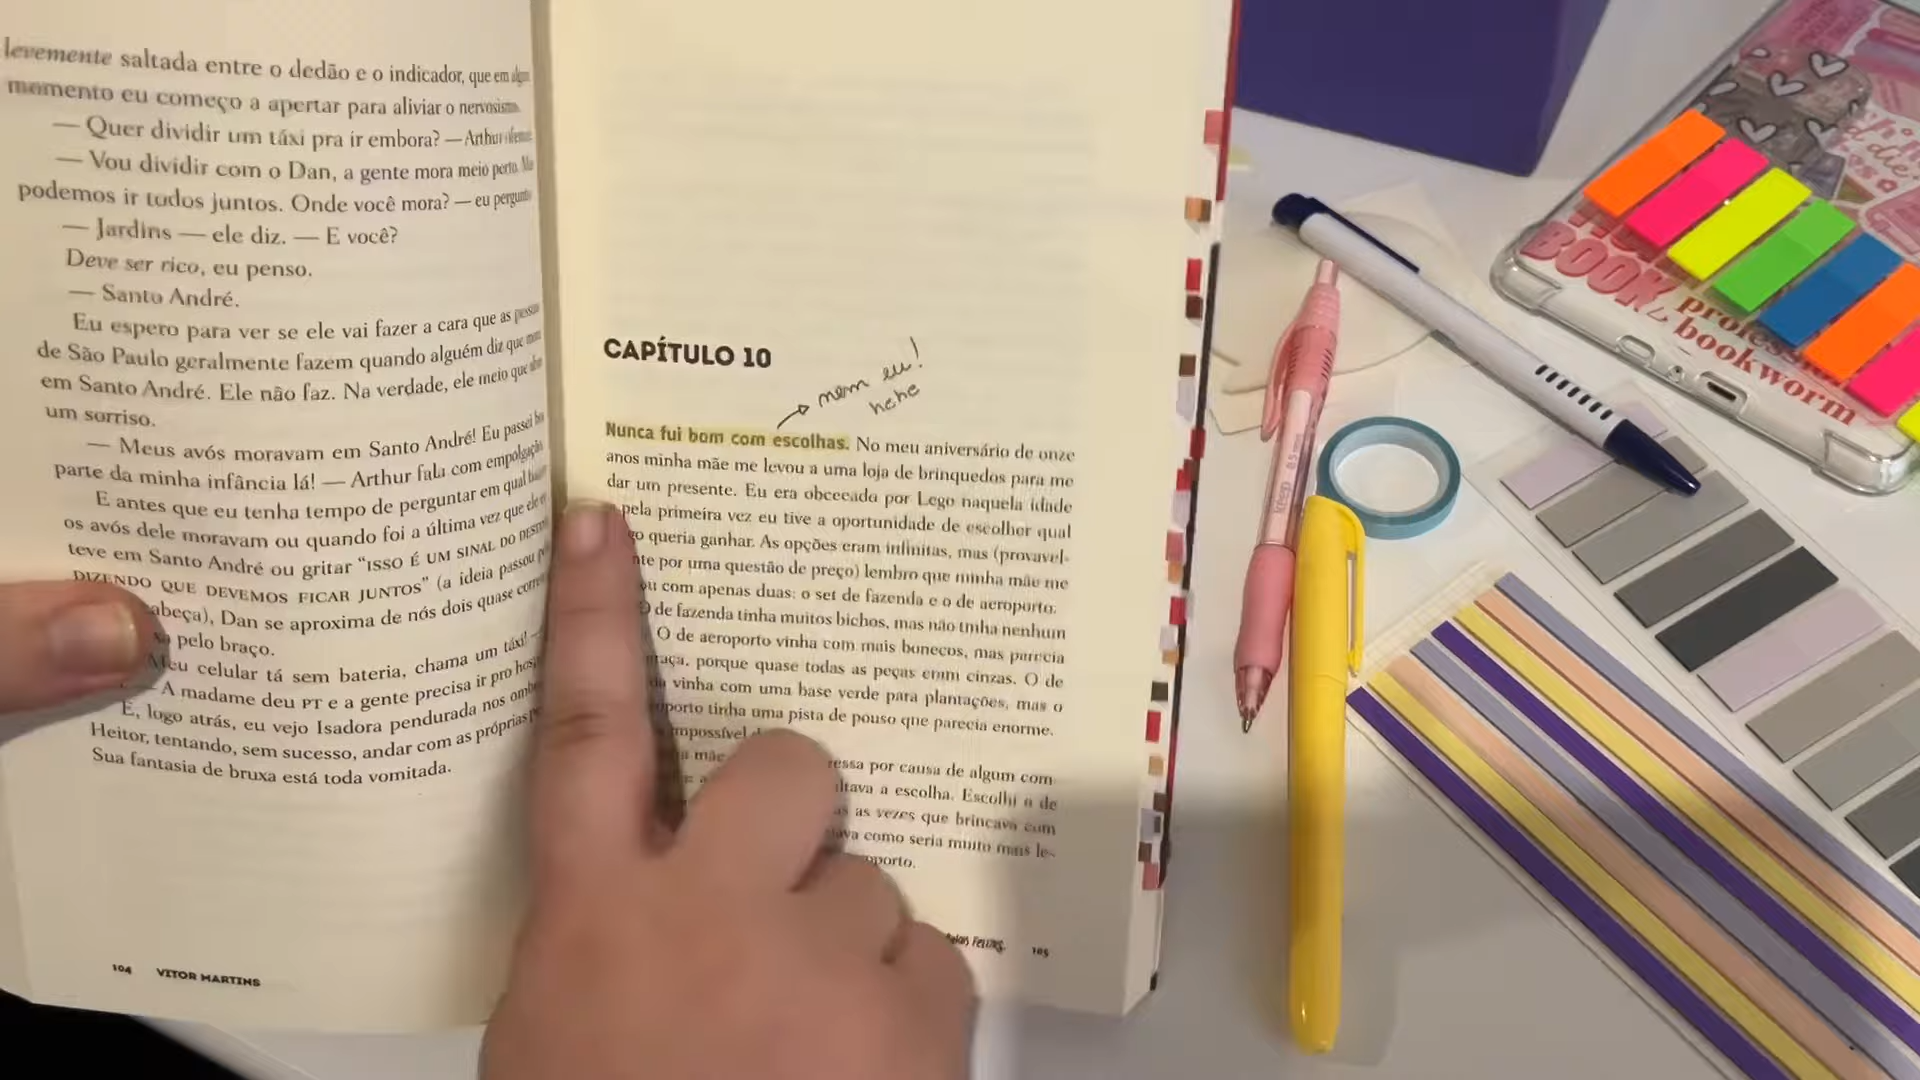 levemente saltada entre o dedão e o indicador, que em
momento eu começo a apertar para aliviar o nervosismo.
— Quer dividir um táxi pra ir embora? — Arthur
— Vou dividir com o Dan, a gente mora meio perto.
podemos ir todos juntos. Onde você mora? — eu
— Jardins — ele diz. — E você?
Deve ser rico, eu penso.
— Santo André.
Eu espero para ver se ele vai fazer a cara que as
de São Paulo geralmente fazem quando alguém diz que
em Santo André. Ele não faz. Na verdade, ele meio que
um sorriso.
— Meus avós moravam em Santo André! Eu passei
parte da minha infância lá! — Arthur fala com empolgação.
E antes que eu tenha tempo de perguntar em qual
os avós dele moravam ou quando foi a última vez que ele
teve em Santo André ou gritar “ISSO É UM SINAL DO
DIZENDO QUE DEVEMOS FICAR JUNTOS” (a ideia passou
cabeça), Dan se aproxima de nós dois quase
pelo braço.
Meu celular tá sem bateria, chama um táxi!
— A madame deu PT e a gente precisa ir pro
E, logo atrás, eu vejo Isadora pendurada nos
Heitor, tentando, sem sucesso, andar com as próprias
Sua fantasia de bruxa está toda vomitada.
104 VITOR MARTINS
CAPÍTULO 10
nem eu!
hehe
Nunca fui bom com escolhas. No meu aniversário de onze
anos minha mãe me levou a uma loja de brinquedos para me
dar um presente. Eu era obcecado por Lego naquela idade
pela primeira vez eu tive a oportunidade de escolher qual
queria ganhar. As opções eram infinitas, mas (provavel-
por uma questão de preço) lembro que minha mãe me
com apenas duas: o set de fazenda e o de aeroporto.
de fazenda tinha muitos bichos, mas não tinha nenhum
O de aeroporto vinha com mais bonecos, mas parecia
porque quase todas as peças eram cinzas. O de
vinha com uma base verde para plantações, mas o
tinha uma pista de pouso que parecia enorme.
impossível
mãe por causa de algum com-
a escolha. Escolhi o de
as vezes que brincava com
como seria muito mais le-
105
keep 0.5mm
BOOK
bookworm